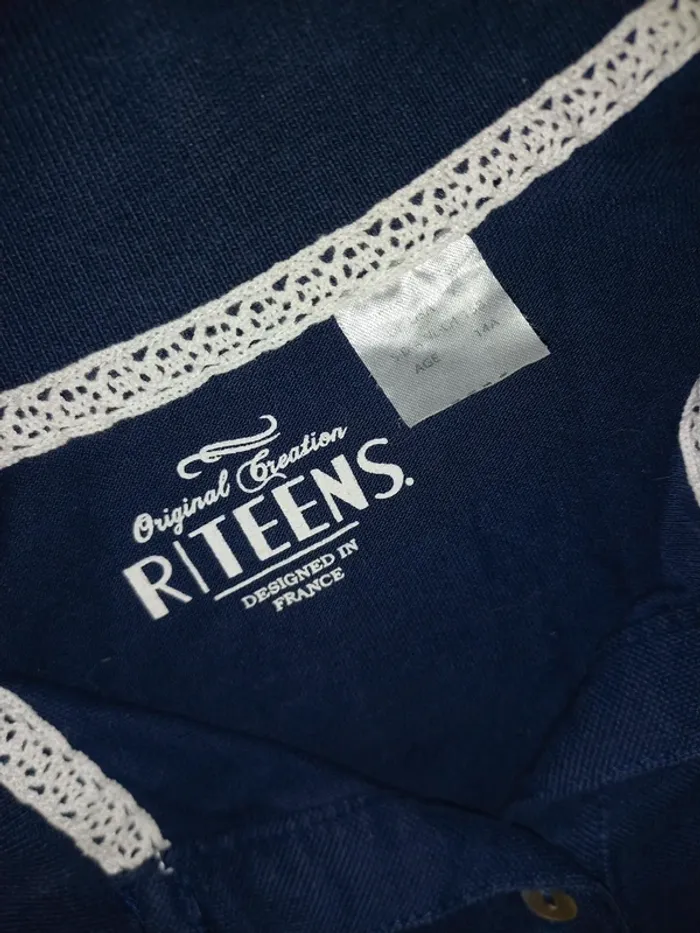 AGE 14A
Original Creation
R|TEENS.
DESIGNED IN
FRANCE